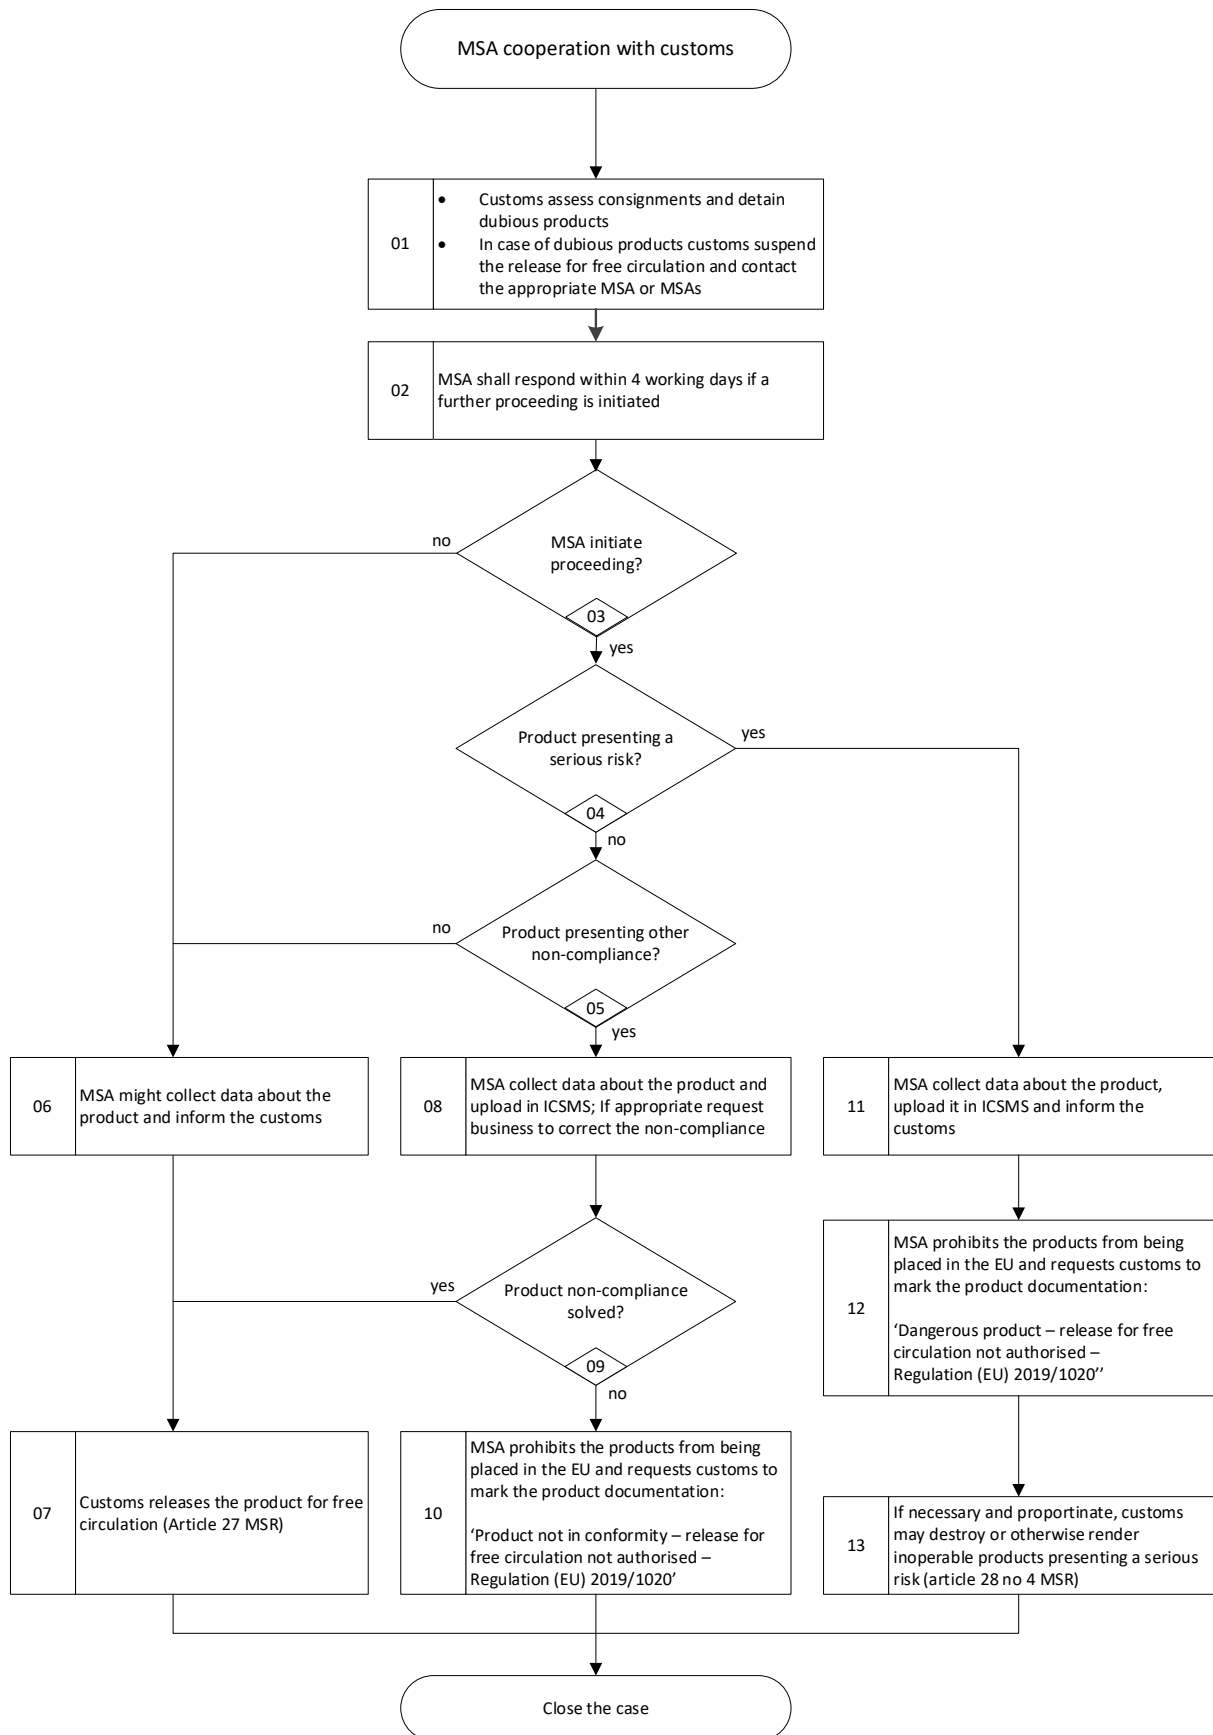 MSA cooperation with customs
01
• Customs assess consignments and detain
dubious products
• In case of dubious products customs suspend
the release for free circulation and contact
the appropriate MSA or MSAs
02
MSA shall respond within 4 working days if a
further proceeding is initiated
no
MSA initiate
proceeding?
03
yes
Product presenting a
serious risk?
yes
04
no
no
Product presenting other
non-compliance?
05
yes
06
MSA might collect data about the
product and inform the customs
08
MSA collect data about the product and
upload in ICSMS; If appropriate request
business to correct the non-compliance
11
MSA collect data about the product,
upload it in ICSMS and inform the
customs
yes
Product non-compliance
solved?
09
no
12
MSA prohibits the products from being
placed in the EU and requests customs to
mark the product documentation:
‘Dangerous product – release for free
circulation not authorised –
Regulation (EU) 2019/1020’’
07
Customs releases the product for free
circulation (Article 27 MSR)
10
MSA prohibits the products from being
placed in the EU and requests customs to
mark the product documentation:
‘Product not in conformity – release for
free circulation not authorised –
Regulation (EU) 2019/1020’
13
If necessary and proportinate, customs
may destroy or otherwise render
inoperable products presenting a serious
risk (article 28 no 4 MSR)
Close the case